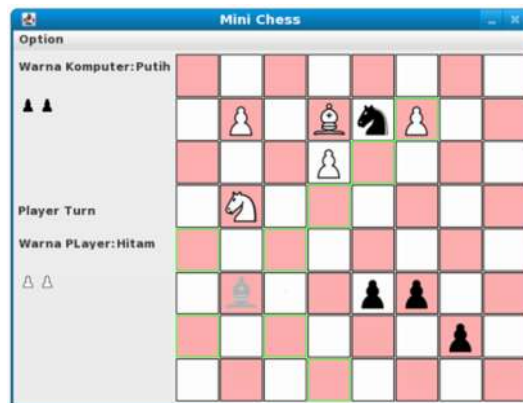 Mini Chess
Option
Warna Komputer:Putih
Player Turn
Warna PLayer:Hitam